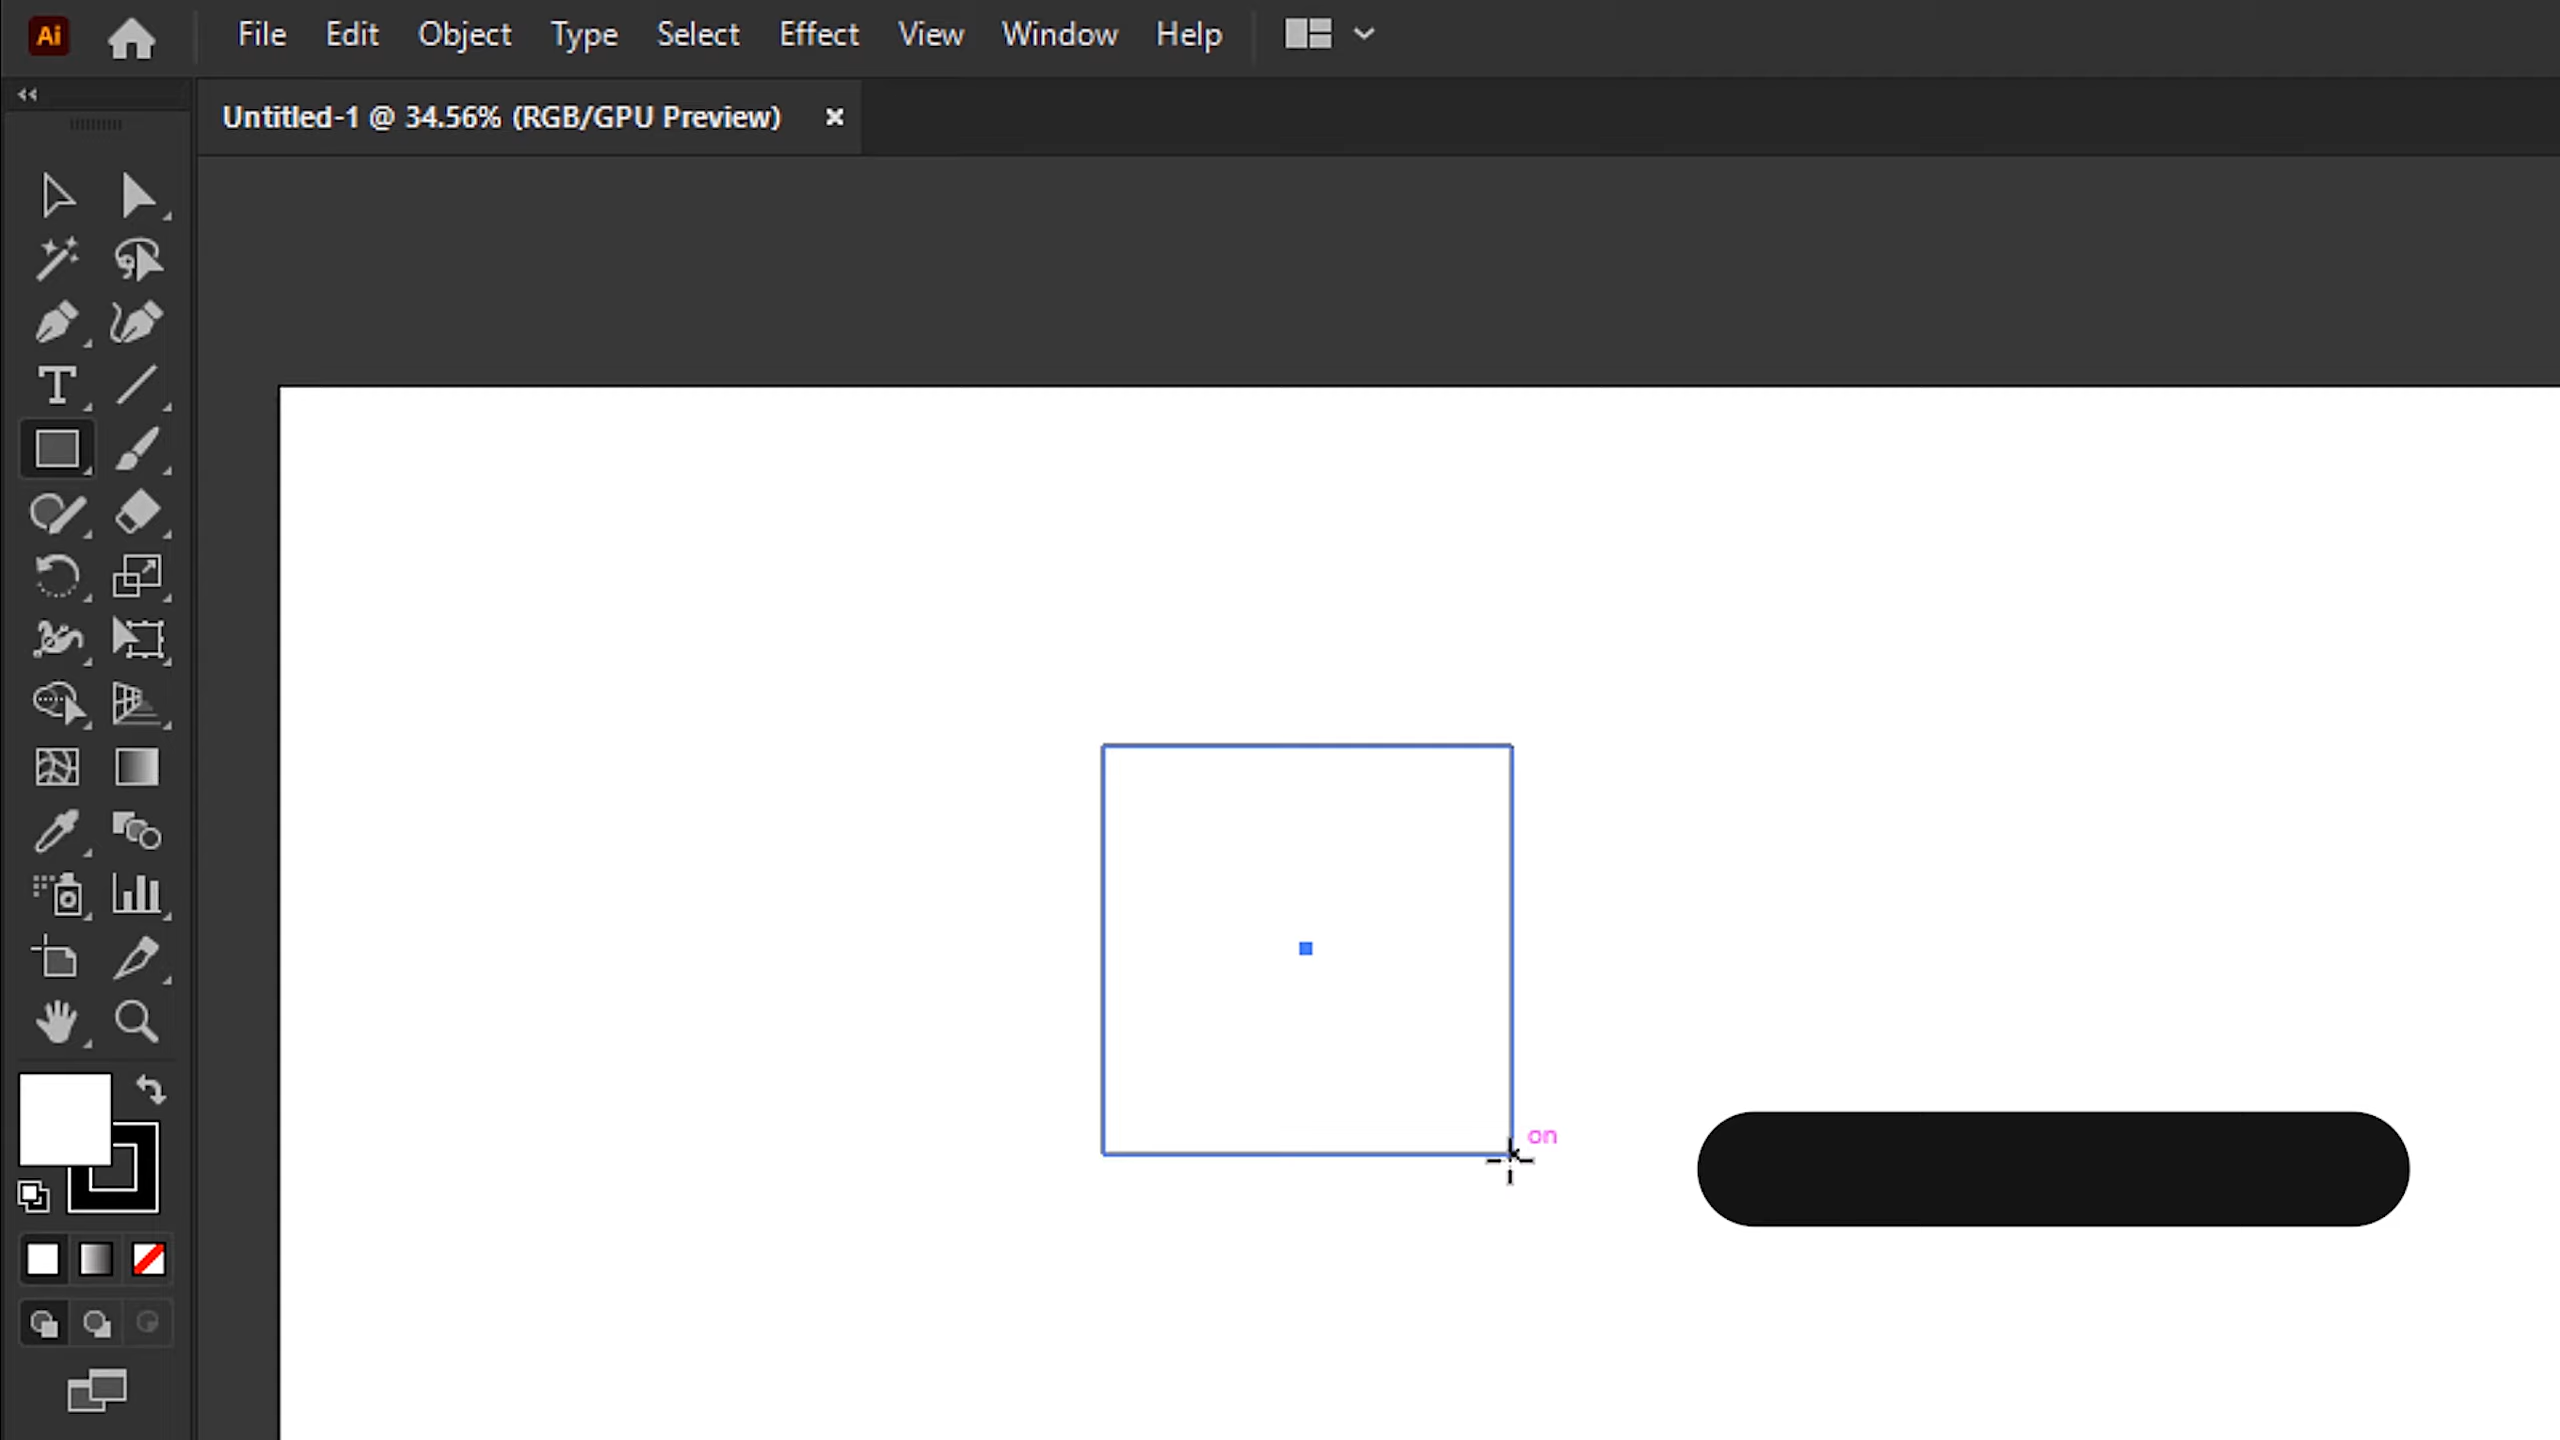 Ai File Edit Object Type Select Effect View Window Help
Untitled-1 @ 34.56% (RGB/GPU Preview)
on